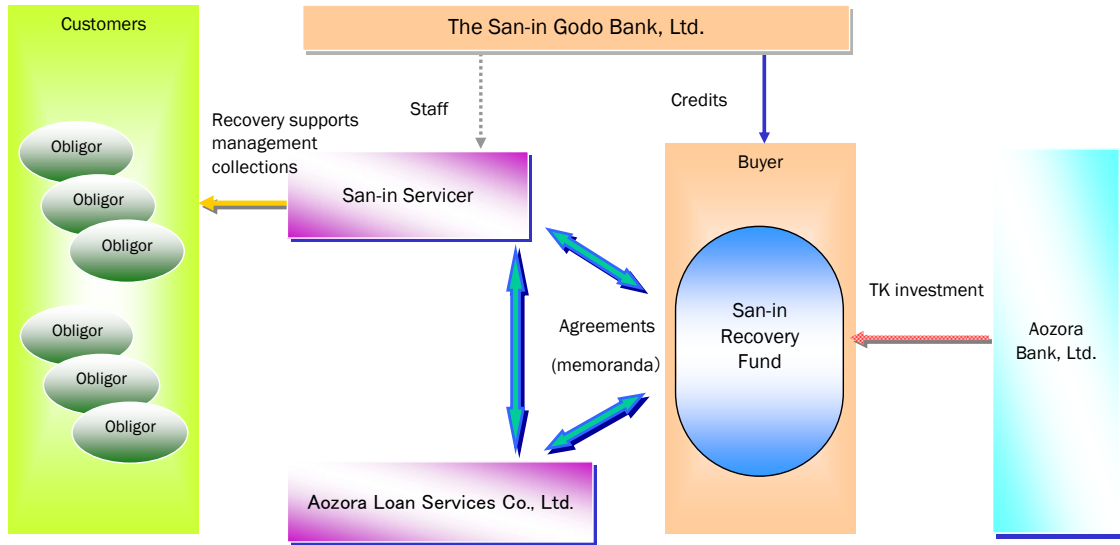 Customers
The San-in Godo Bank, Ltd.
Staff
Credits
Recovery supports
management
collections
Obligor
Obligor
Obligor
San-in Servicer
Buyer
San-in
Recovery
Fund
TK investment
Aozora
Bank, Ltd.
Agreements
(memoranda)
Obligor
Obligor
Obligor
Aozora Loan Services Co., Ltd.